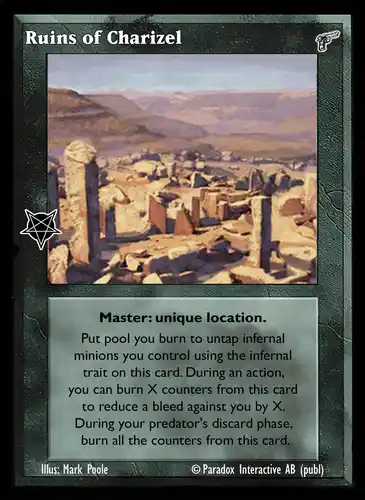 Ruins of Charizel
Master: unique location.
Put pool you burn to untap infernal
minions you control using the infernal
trait on this card. During an action,
you can burn X counters from this card
to reduce a bleed against you by X.
During your predator's discard phase,
burn all the counters from this card.
Illus: Mark Poole
© Paradox Interactive AB (publ)